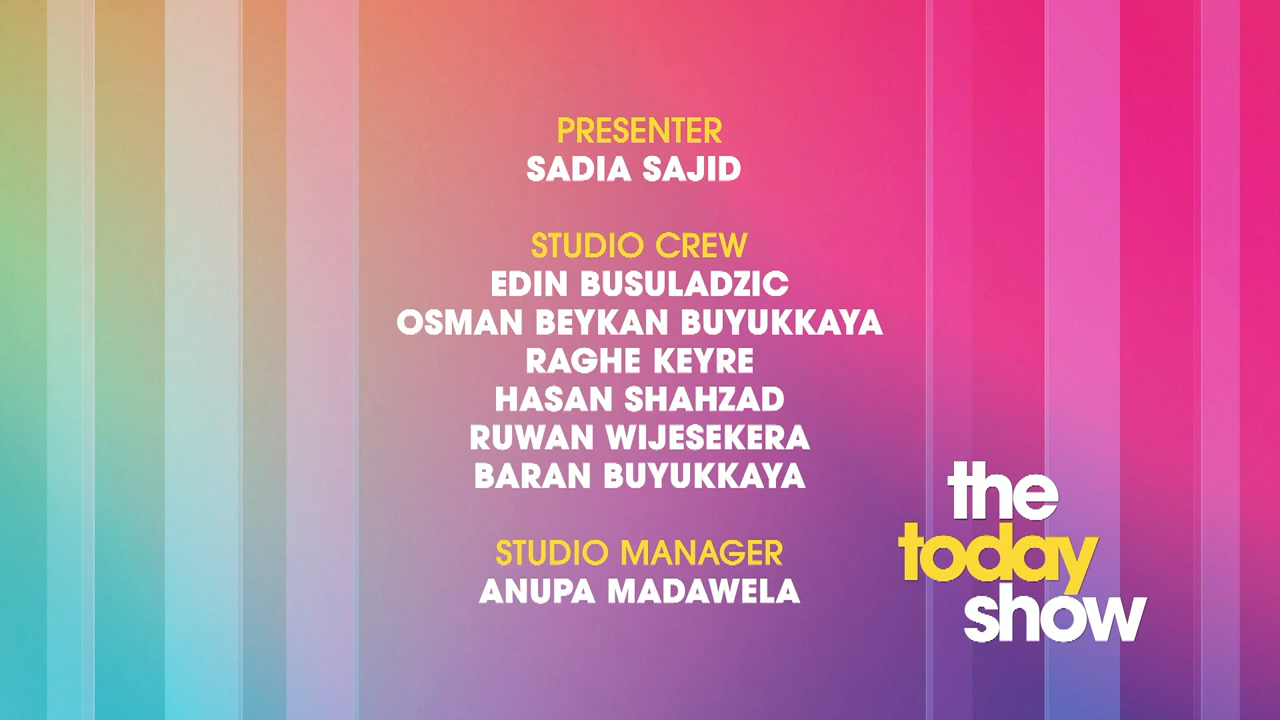 PRESENTER
SADIA SAJID
STUDIO CREW
EDIN BUSULADZIC
OSMAN BEYKAN BUYUKKAYA
RAGHE KEYRE
HASAN SHAHZAD
RUWAN WIJESEKERA
BARAN BUYUKKAYA
STUDIO MANAGER
ANUPA MADAWELA
the
today
show